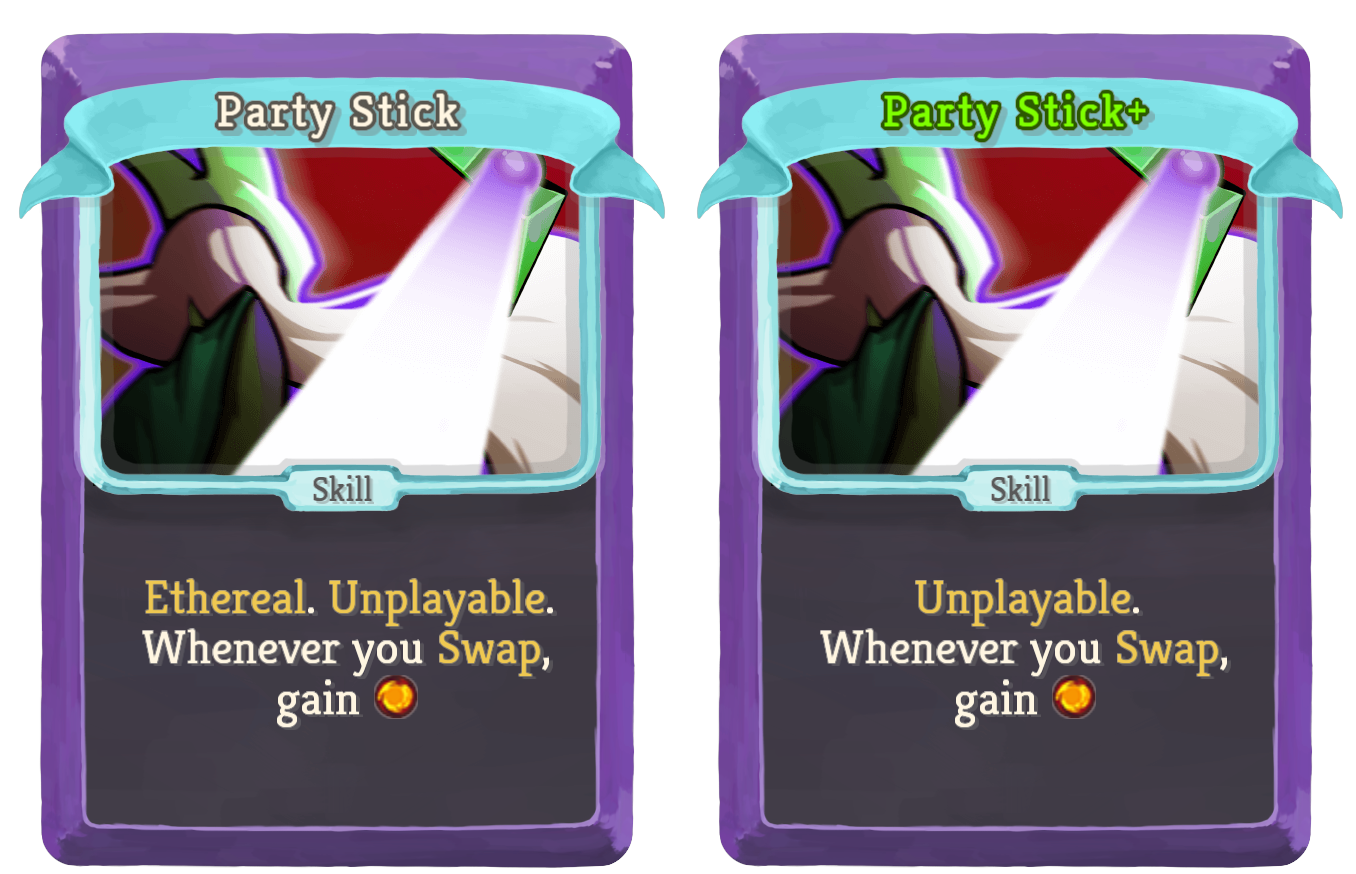 Party Stick
Skill
Ethereal. Unplayable.
Whenever you Swap,
gain
Party Stick+
Skill
Unplayable.
Whenever you Swap,
gain